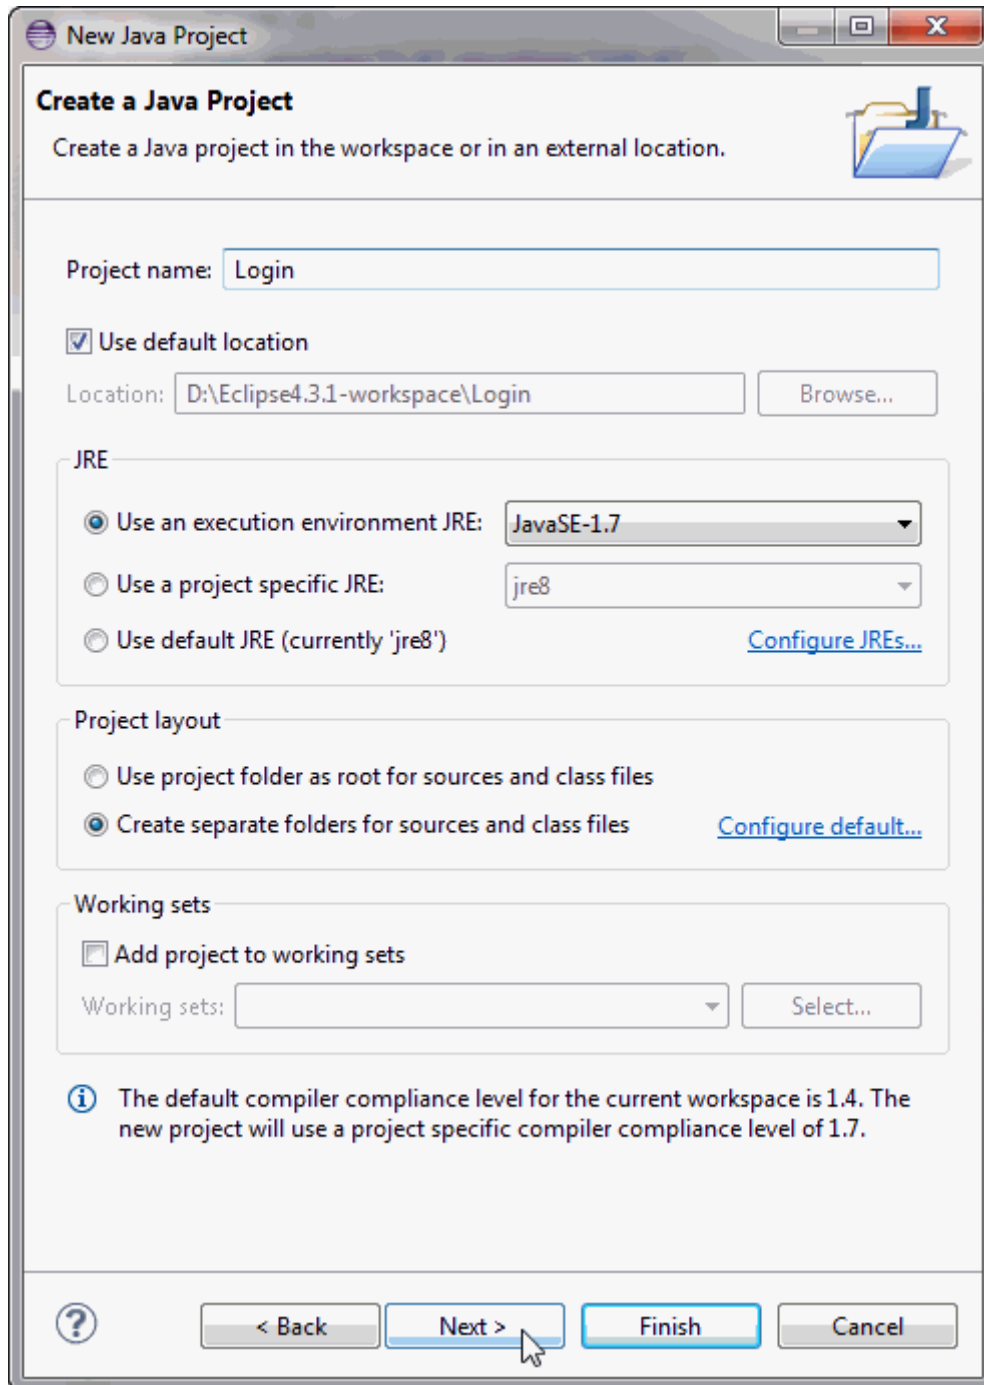 New Java Project
Create a Java Project
Create a Java project in the workspace or in an external location.
Project name: Login
Use default location
Location: D:\Eclipse4.3.1-workspace\Login Browse...
JRE
Use an execution environment JRE: JavaSE-1.7
Use a project specific JRE: jre8
Use default JRE (currently 'jre8') Configure JREs...
Project layout
Use project folder as root for sources and class files
Create separate folders for sources and class files Configure default...
Working sets
Add project to working sets
Working sets: Select...
The default compiler compliance level for the current workspace is 1.4. The
new project will use a project specific compiler compliance level of 1.7.
? < Back Next > Finish Cancel